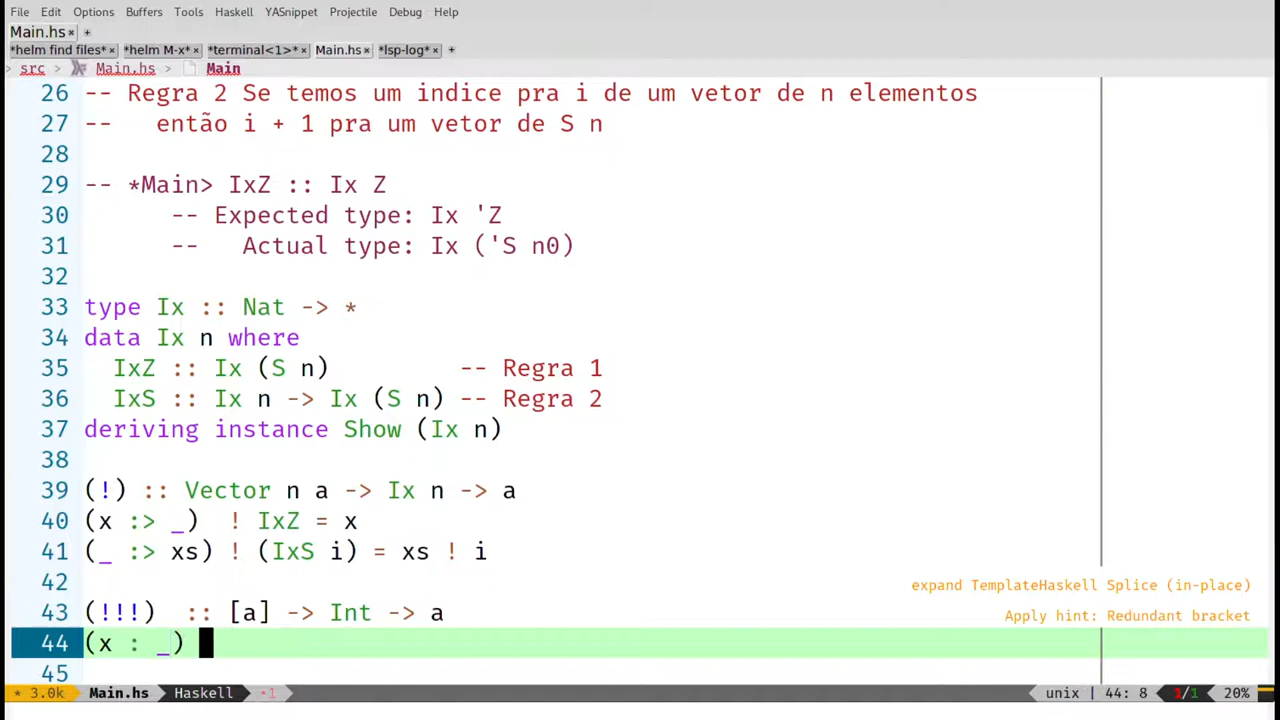 File Edit Options Buffers Tools Haskell YASnippet Projectile Debug Help
Main.hs × +
*helm find files* × *helm M-x* × *terminal<1>* × Main.hs × *lsp-log* × +
> src > Main.hs > Main
26 -- Regra 2 Se temos um indice pra i de um vetor de n elementos
27 --   então i + 1 pra um vetor de S n
28
29 -- *Main> IxZ :: Ix Z
30       -- Expected type: Ix 'Z
31       --   Actual type: Ix ('S n0)
32
33 type Ix :: Nat -> *
34 data Ix n where
35   IxZ :: Ix (S n)         -- Regra 1
36   IxS :: Ix n -> Ix (S n) -- Regra 2
37 deriving instance Show (Ix n)
38
39 (!) :: Vector n a -> Ix n -> a
40 (x :> _)  ! IxZ = x
41 (_ :> xs) ! (IxS i) = xs ! i
42
expand TemplateHaskell Splice (in-place)
43 (!!!)  :: [a] -> Int -> a
Apply hint: Redundant bracket
44 (x : _)
45
* 3.0k Main.hs Haskell •1 unix | 44: 8 1/1 20%